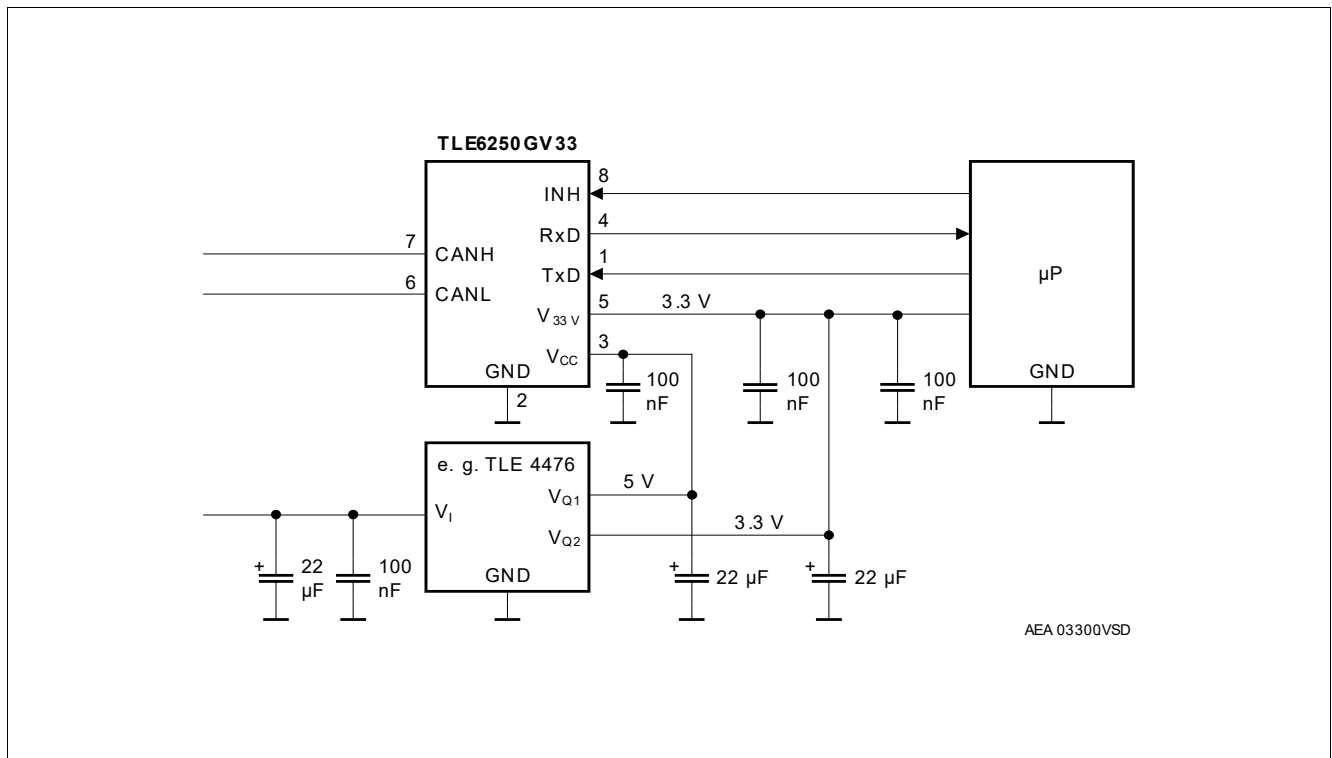 TLE6250GV33
8
INH
4
RxD
7
CANH
1
TxD
µP
6
CANL
5
3.3 V
V33 V
3
VCC
GND
2
100
nF
100
nF
100
nF
GND
e. g. TLE 4476
5 V
VQ1
VI
3.3 V
VQ2
+
22
µF
100
nF
GND
+
22 µF
+
22 µF
AEA 03300.VSD